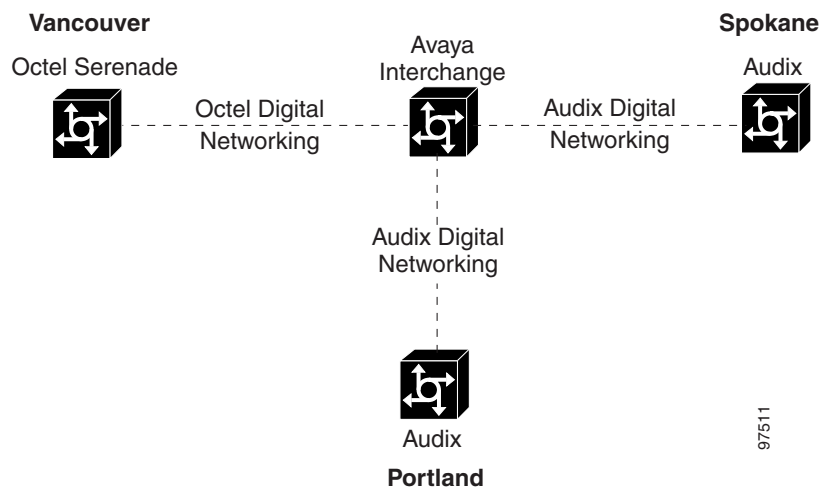 Vancouver
Octel Serenade
Avaya
Interchange
Spokane
Audix
Octel Digital
Networking
Audix Digital
Networking
Audix Digital
Networking
Audix
Portland
97511